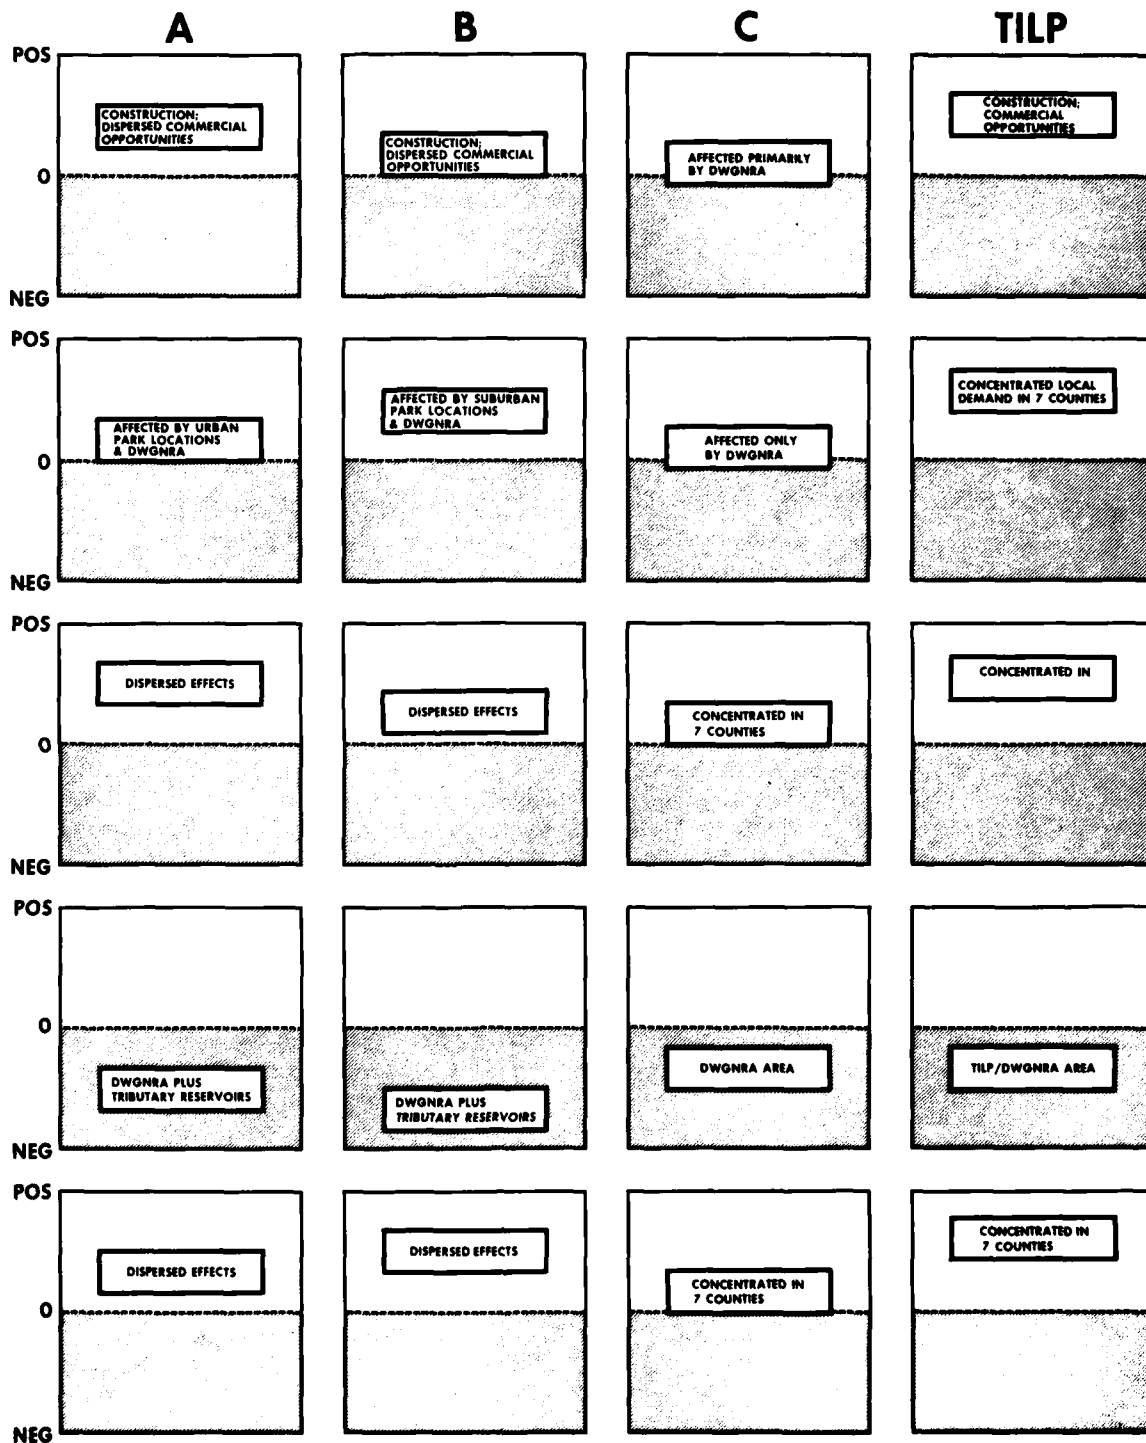 A B C TILP
POS
CONSTRUCTION;
DISPERSED COMMERCIAL
OPPORTUNITIES
CONSTRUCTION;
DISPERSED COMMERCIAL
OPPORTUNITIES
AFFECTED PRIMARILY
BY DWGNRA
CONSTRUCTION;
COMMERCIAL
OPPORTUNITIES
0
NEG
POS
AFFECTED BY URBAN
PARK LOCATIONS
& DWGNRA
AFFECTED BY SUBURBAN
PARK LOCATIONS
& DWGNRA
AFFECTED ONLY
BY DWGNRA
CONCENTRATED LOCAL
DEMAND IN 7 COUNTIES
0
NEG
POS
DISPERSED EFFECTS
DISPERSED EFFECTS
CONCENTRATED IN
7 COUNTIES
CONCENTRATED IN
0
NEG
POS
0
DWGNRA PLUS
TRIBUTARY RESERVOIRS
DWGNRA PLUS
TRIBUTARY RESERVOIRS
DWGNRA AREA
TILP/DWGNRA AREA
NEG
POS
DISPERSED EFFECTS
DISPERSED EFFECTS
CONCENTRATED IN
7 COUNTIES
CONCENTRATED IN
7 COUNTIES
0
NEG